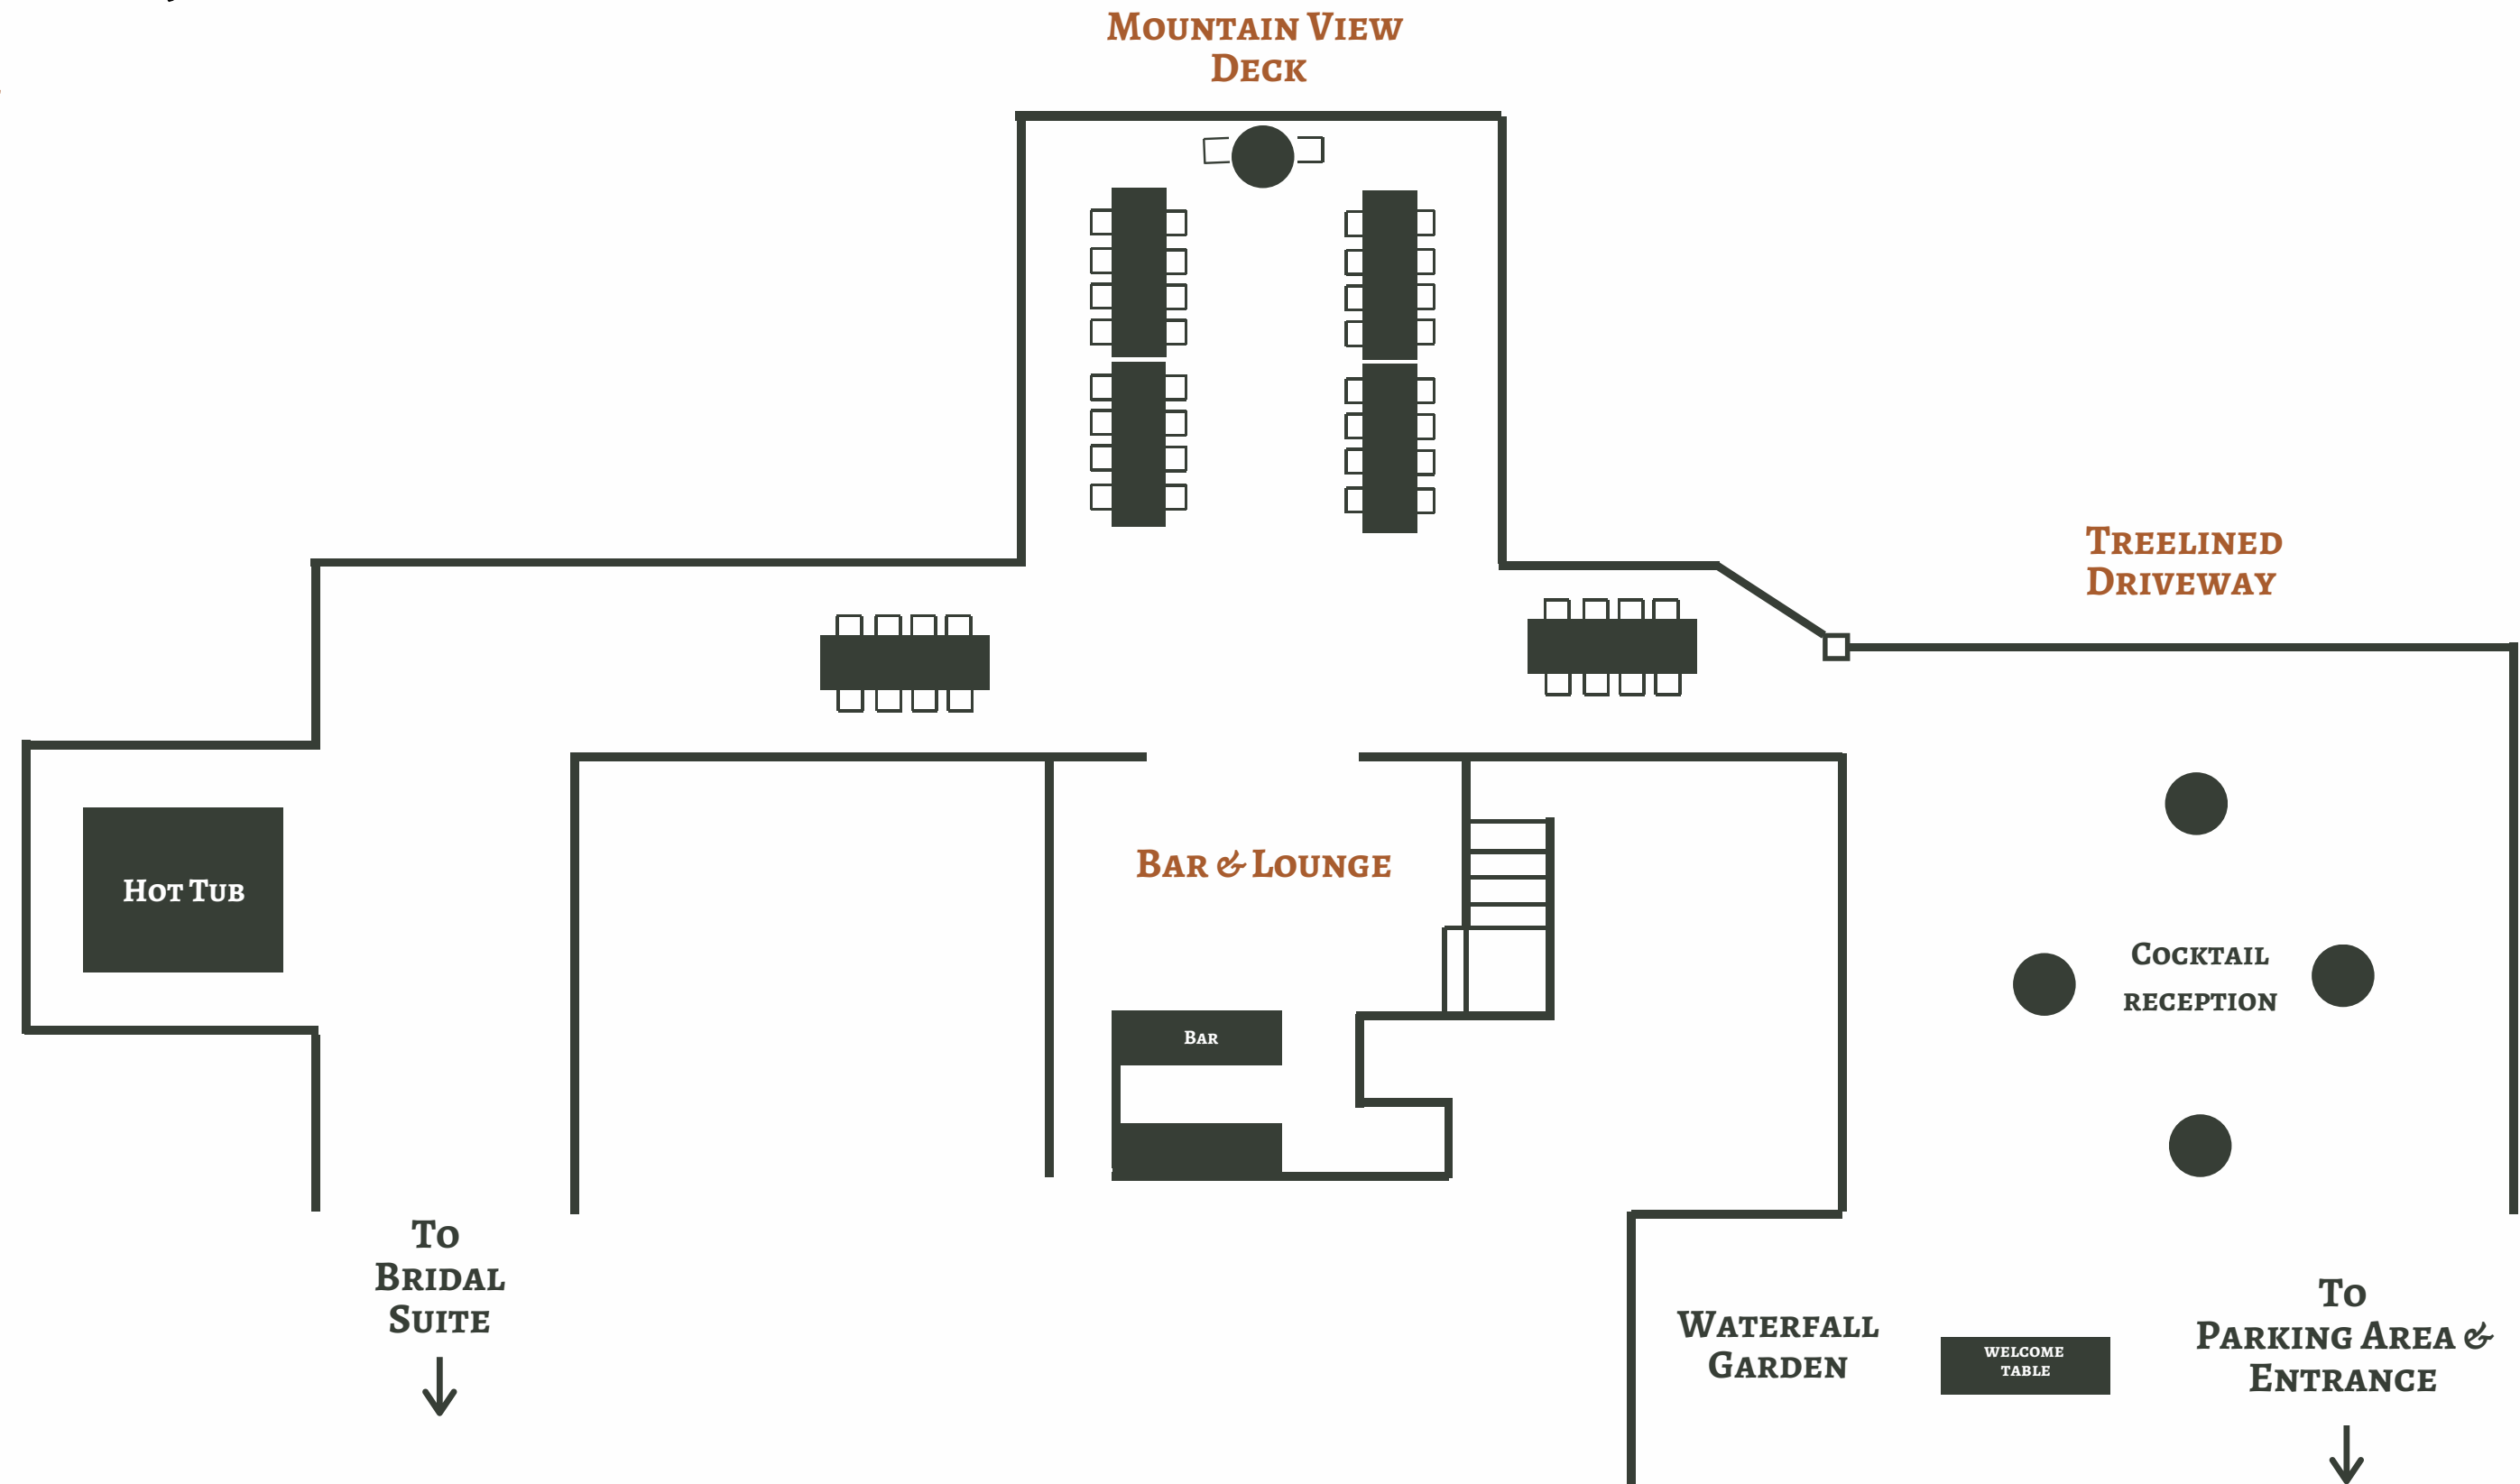 Mountain View
Deck
Treelined
Driveway
Bar & Lounge
Hot Tub
Cocktail
reception
Bar
To
Bridal
Suite
Waterfall
Garden
welcome
table
To
Parking Area &
Entrance